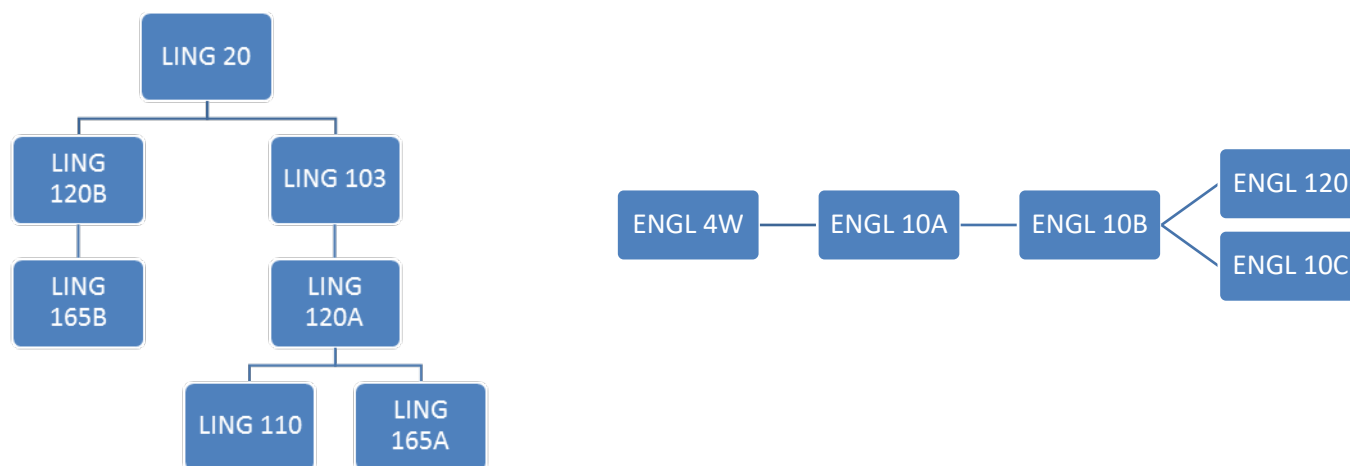 LING 20
LING
120B
LING 103
LING
165B
LING
120A
LING 110
LING
165A
ENGL 4W
ENGL 10A
ENGL 10B
ENGL 120
ENGL 10C